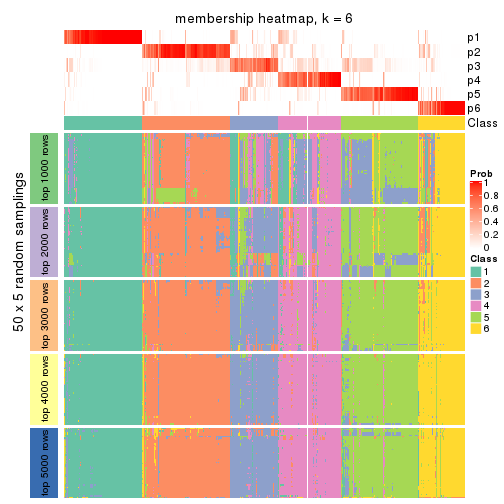 membership heatmap, k = 6
p1
p2
p3
p4
p5
p6
Class
50 x 5 random samplings
top 1000 rows
top 2000 rows
top 3000 rows
top 4000 rows
top 5000 rows
Prob
1
0.8
0.6
0.4
0.2
0
Class
1
2
3
4
5
6